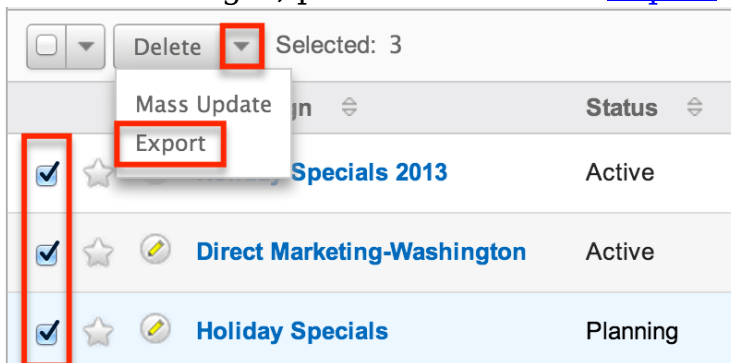 Delete Selected: 3
Mass Update
Export
Status
Specials 2013 Active
Direct Marketing-Washington Active
Holiday Specials Planning